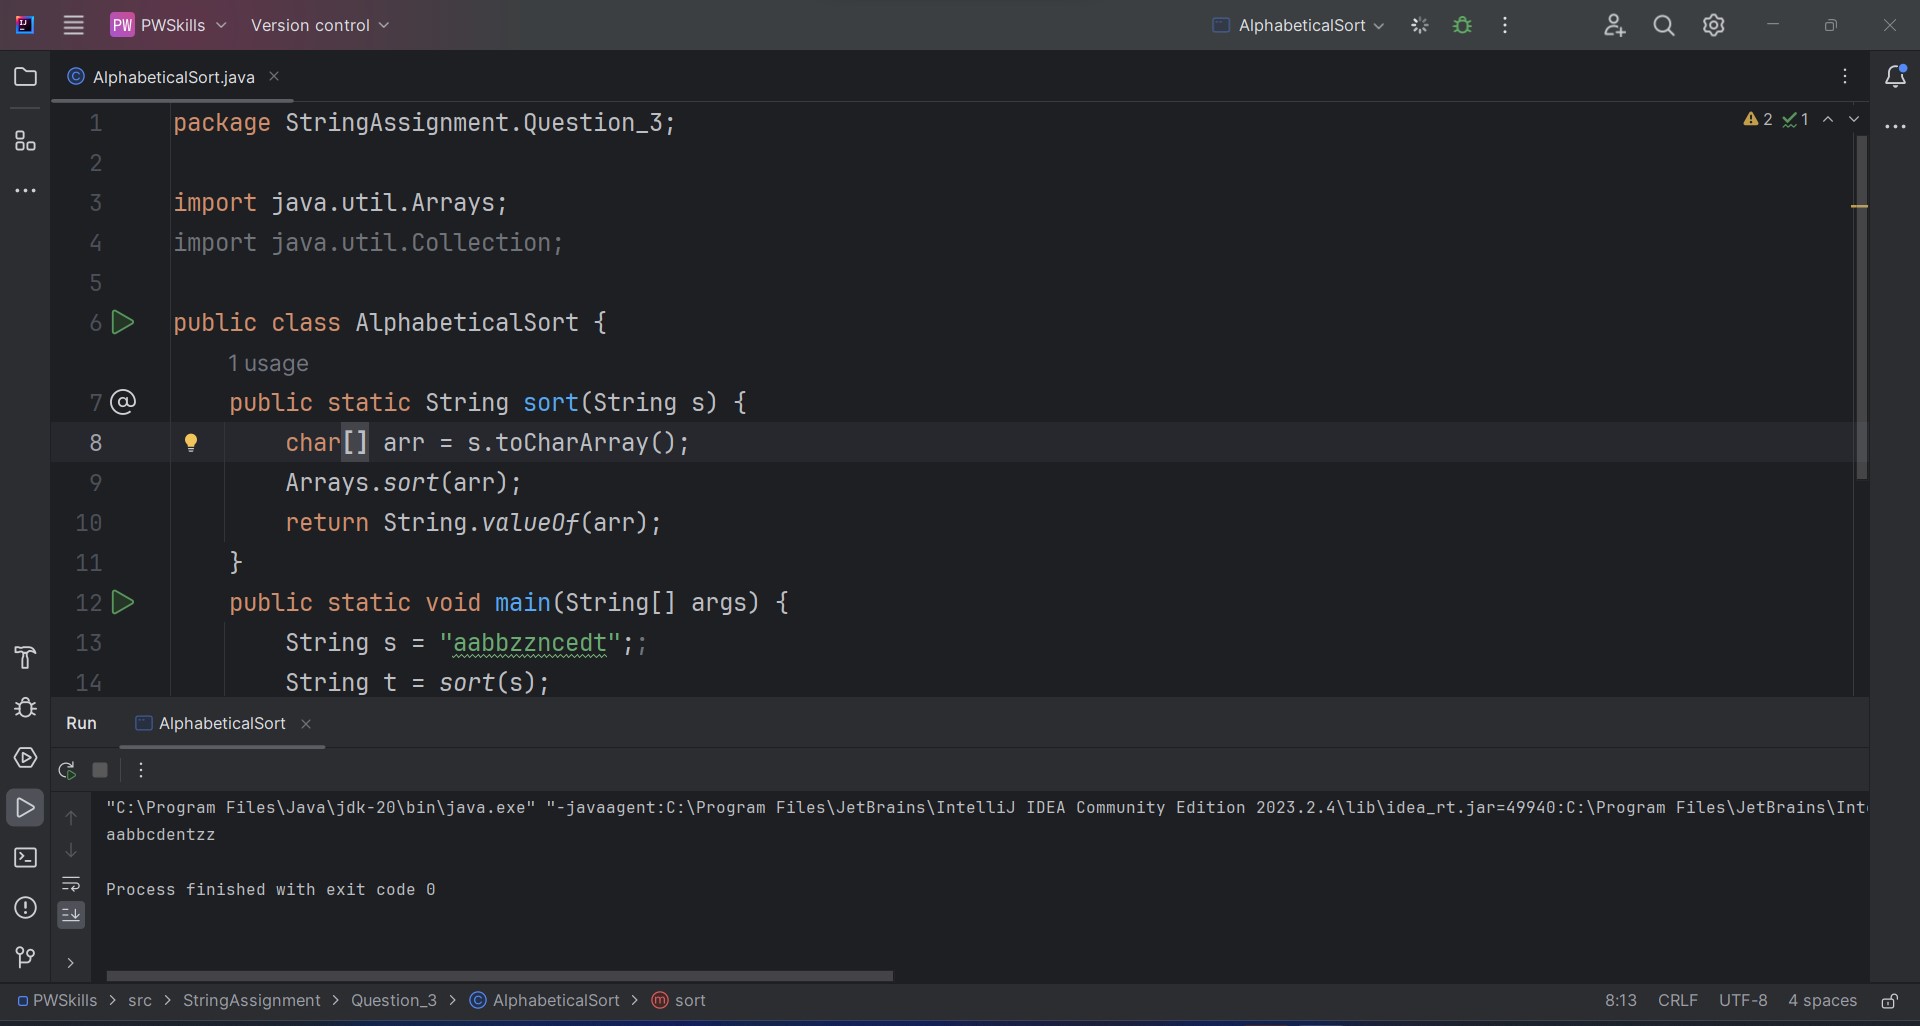 PW PWSkills Version control AlphabeticalSort
AlphabeticalSort.java
2 1
1 package StringAssignment.Question_3;
2
3 import java.util.Arrays;
4 import java.util.Collection;
5
6 public class AlphabeticalSort {
1 usage
7 @ public static String sort(String s) {
8 char[] arr = s.toCharArray();
9 Arrays.sort(arr);
10 return String.valueOf(arr);
11 }
12 public static void main(String[] args) {
13 String s = "aabbzzncedt";;
14 String t = sort(s);
Run AlphabeticalSort
"C:\Program Files\Java\jdk-20\bin\java.exe" "-javaagent:C:\Program Files\JetBrains\IntelliJ IDEA Community Edition 2023.2.4\lib\idea_rt.jar=49940:C:\Program Files\JetBrains\Int
aabbcdentzz
Process finished with exit code 0
PWSkills > src > StringAssignment > Question_3 > C AlphabeticalSort > m sort 8:13 CRLF UTF-8 4 spaces